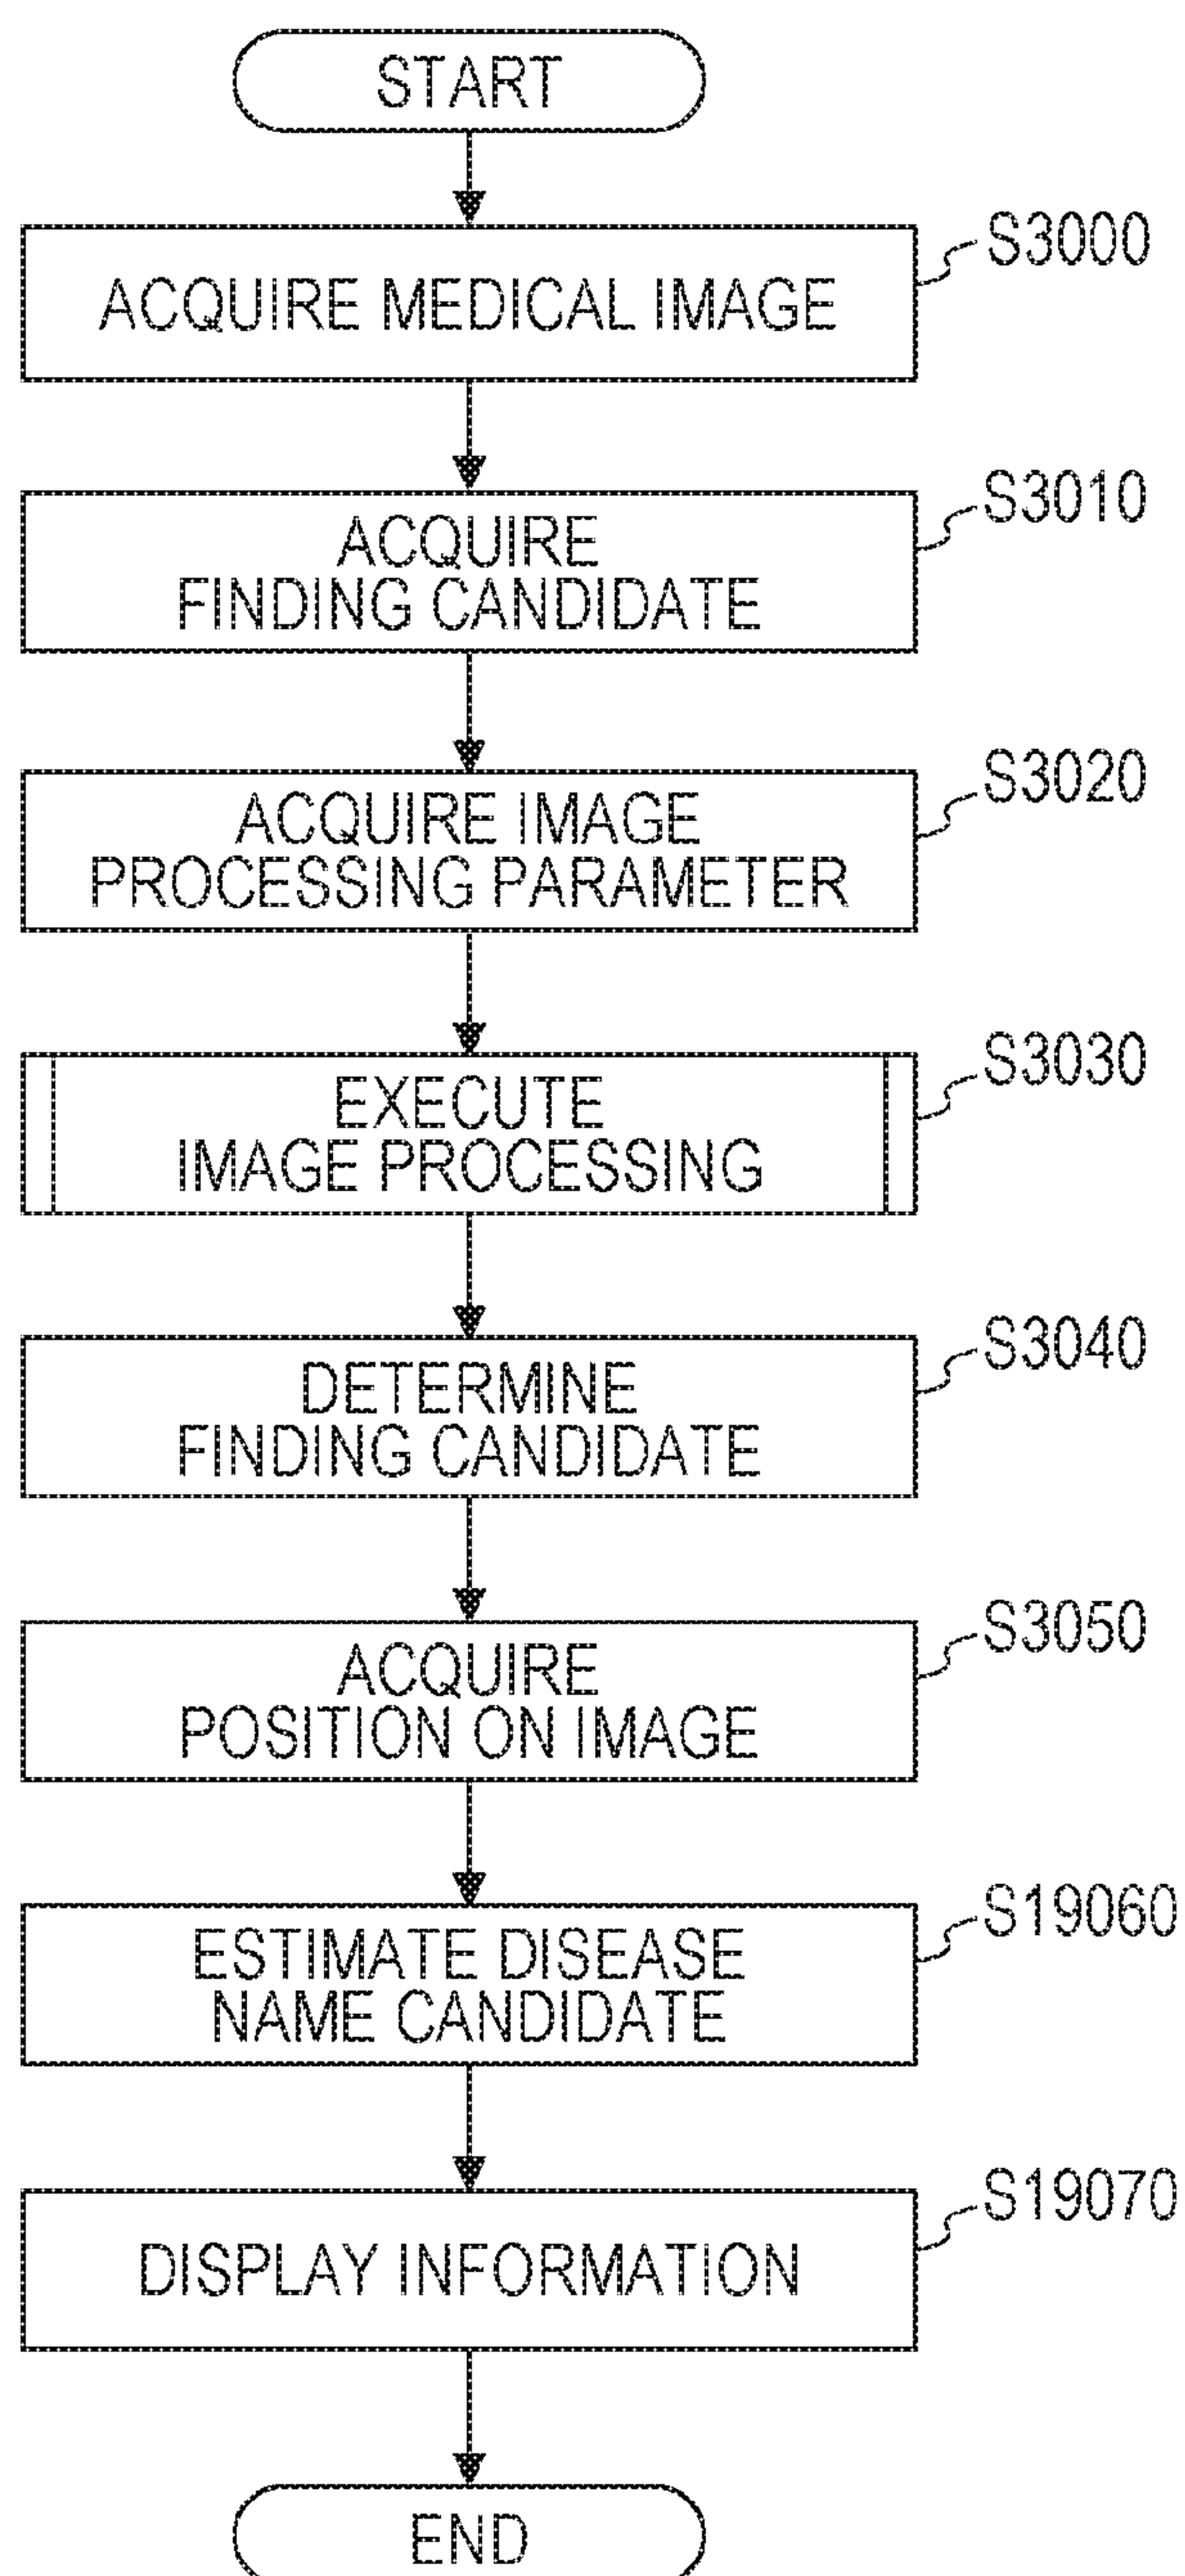 START
S3000
ACQUIRE MEDICAL IMAGE
S3010
ACQUIRE
FINDING CANDIDATE
S3020
ACQUIRE IMAGE
PROCESSING PARAMETER
S3030
EXECUTE
IMAGE PROCESSING
S3040
DETERMINE
FINDING CANDIDATE
S3050
ACQUIRE
POSITION ON IMAGE
S19060
ESTIMATE DISEASE
NAME CANDIDATE
S19070
DISPLAY INFORMATION
END